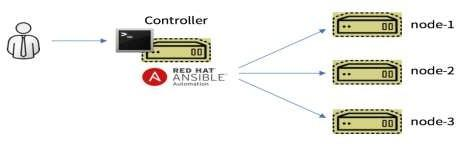 Controller
>_
RED HAT
ANSIBLE
Automation
node-1
node-2
node-3